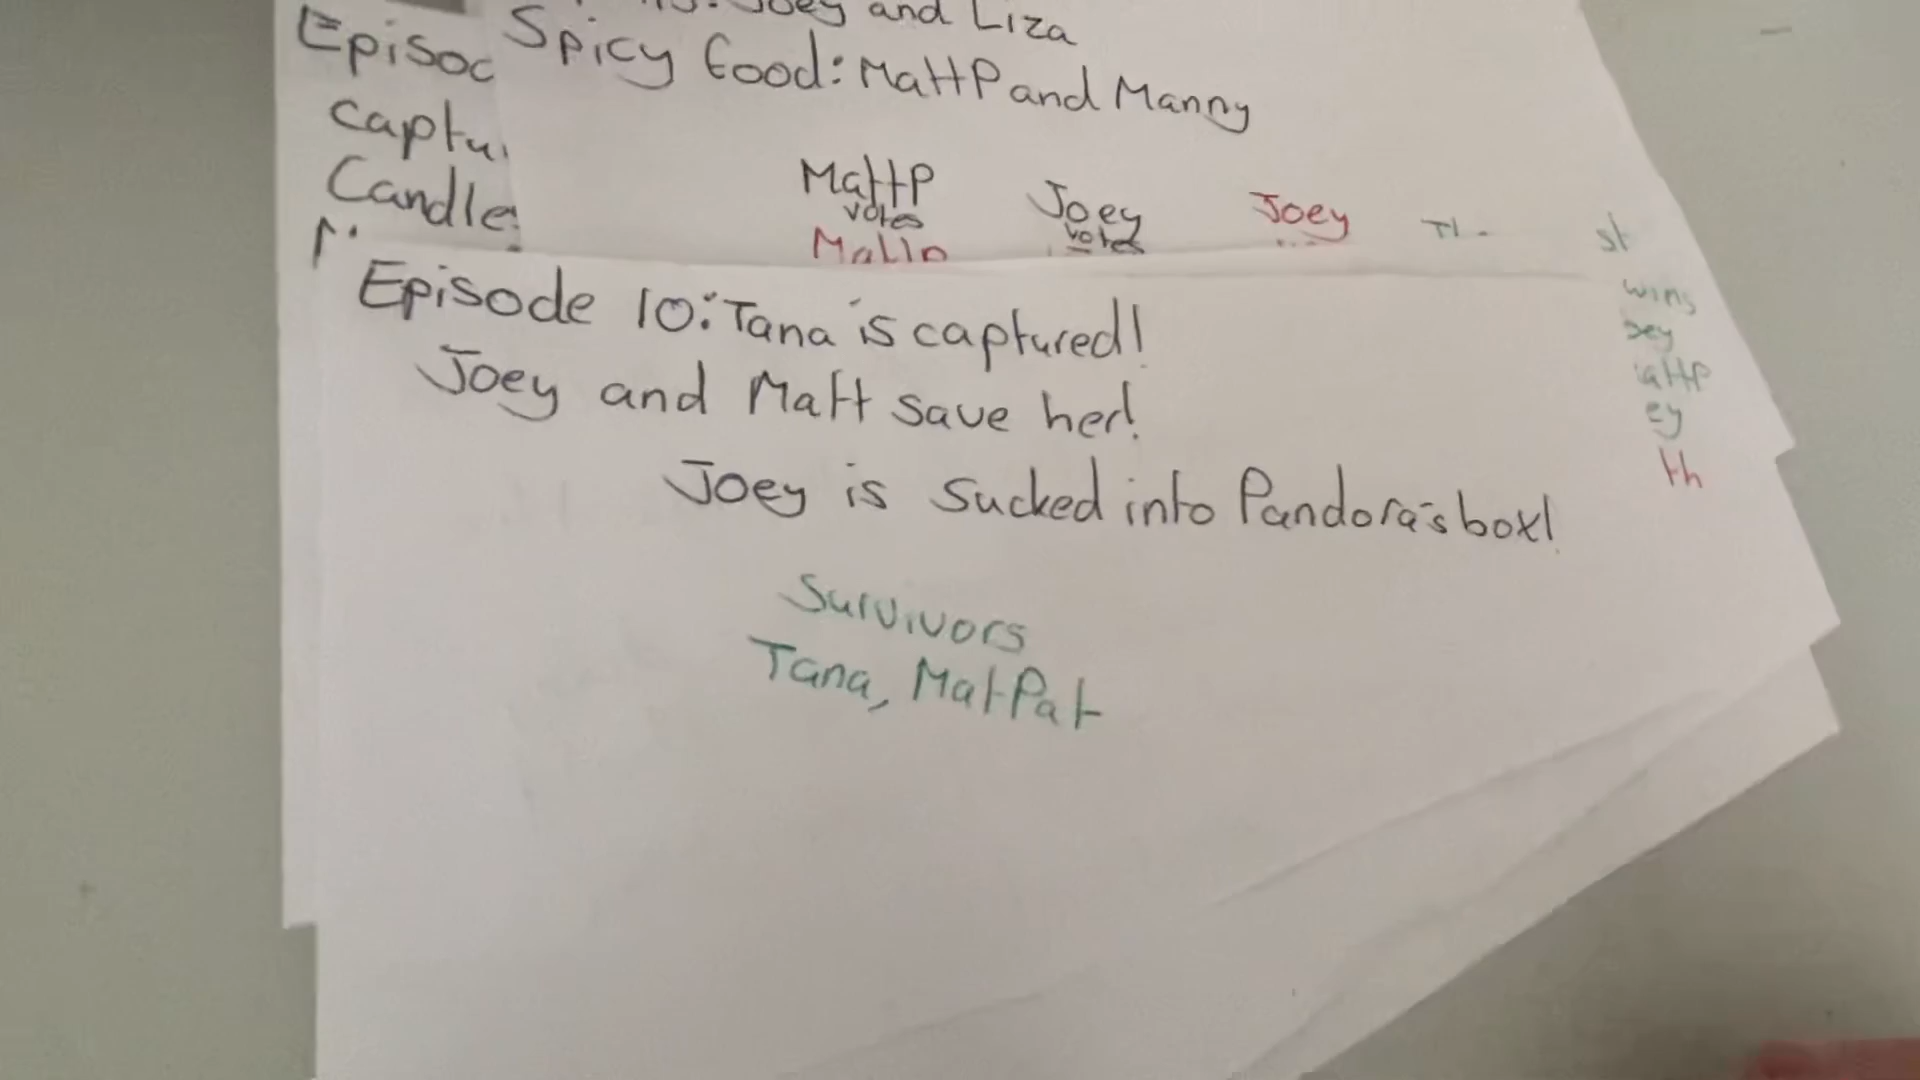 Joey and Liza
Spicy Food: MattP and Manny
Episod
Captu
Candle
MattP Joey Joey
votes votes
wins
Episode 10: Tana is captured!
Joey and Matt save her!
Joey is sucked into Pandora's box!
Survivors
Tana, MatPat